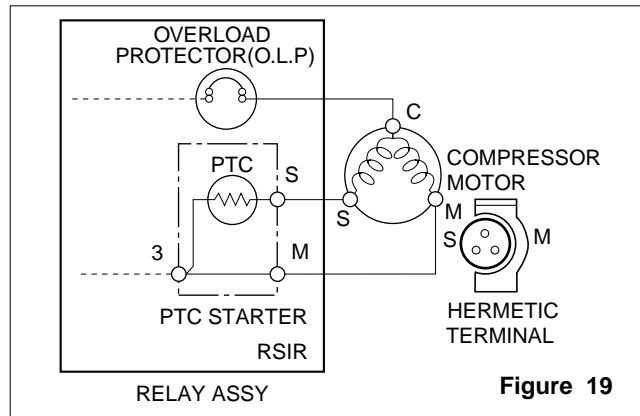 OVERLOAD
PROTECTOR(O.L.P)
C
PTC
S
COMPRESSOR
MOTOR
S
M
S
M
3
M
PTC STARTER
HERMETIC
TERMINAL
RSIR
RELAY ASSY
Figure 19